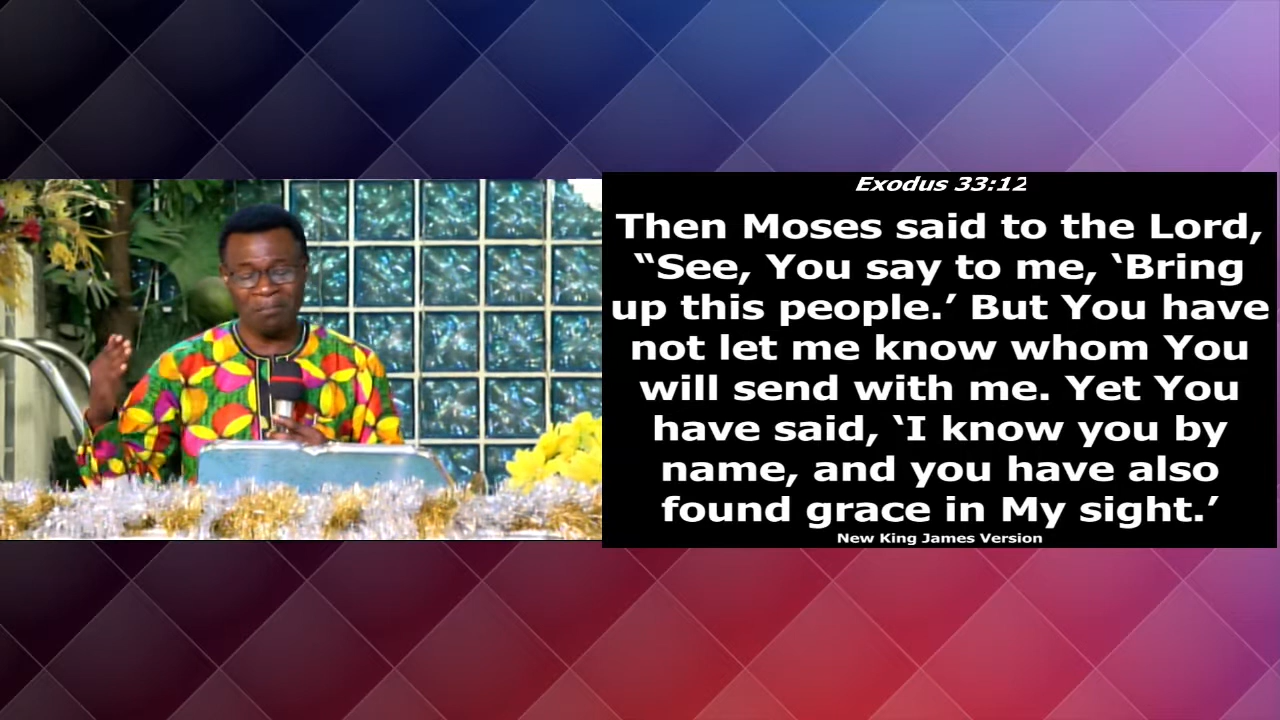 Exodus 33:12
Then Moses said to the Lord,
“See, You say to me, ‘Bring
up this people.’ But You have
not let me know whom You
will send with me. Yet You
have said, ‘I know you by
name, and you have also
found grace in My sight.’
New King James Version